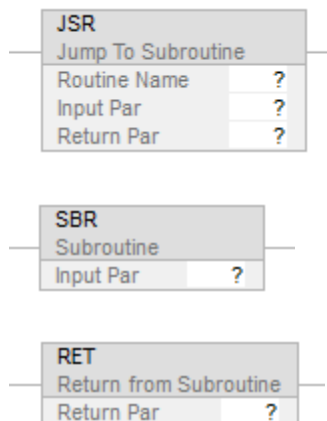 JSR
Jump To Subroutine
Routine Name ?
Input Par ?
Return Par ?
SBR
Subroutine
Input Par ?
RET
Return from Subroutine
Return Par ?